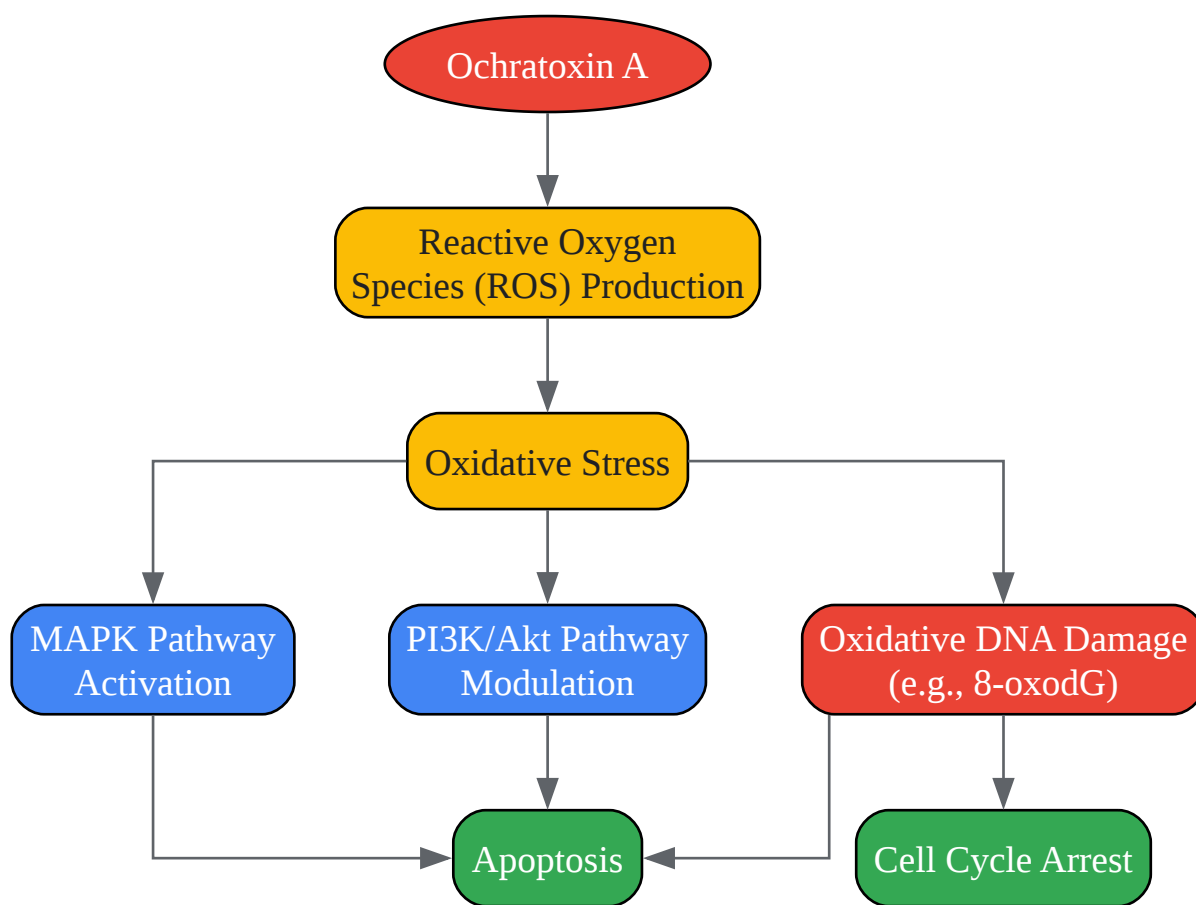 Ochratoxin A
Reactive Oxygen
Species (ROS) Production
Oxidative Stress
MAPK Pathway
Activation
PI3K/Akt Pathway
Modulation
Oxidative DNA Damage
(e.g., 8-oxodG)
Apoptosis
Cell Cycle Arrest